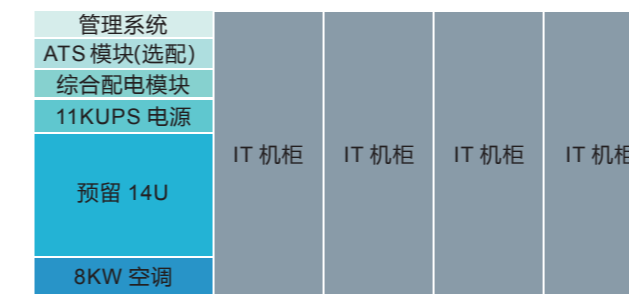 管理系统
ATS 模块(选配)
综合配电模块
11KUPS 电源
预留 14U
8KW 空调
IT 机柜
IT 机柜
IT 机柜
IT 机柜